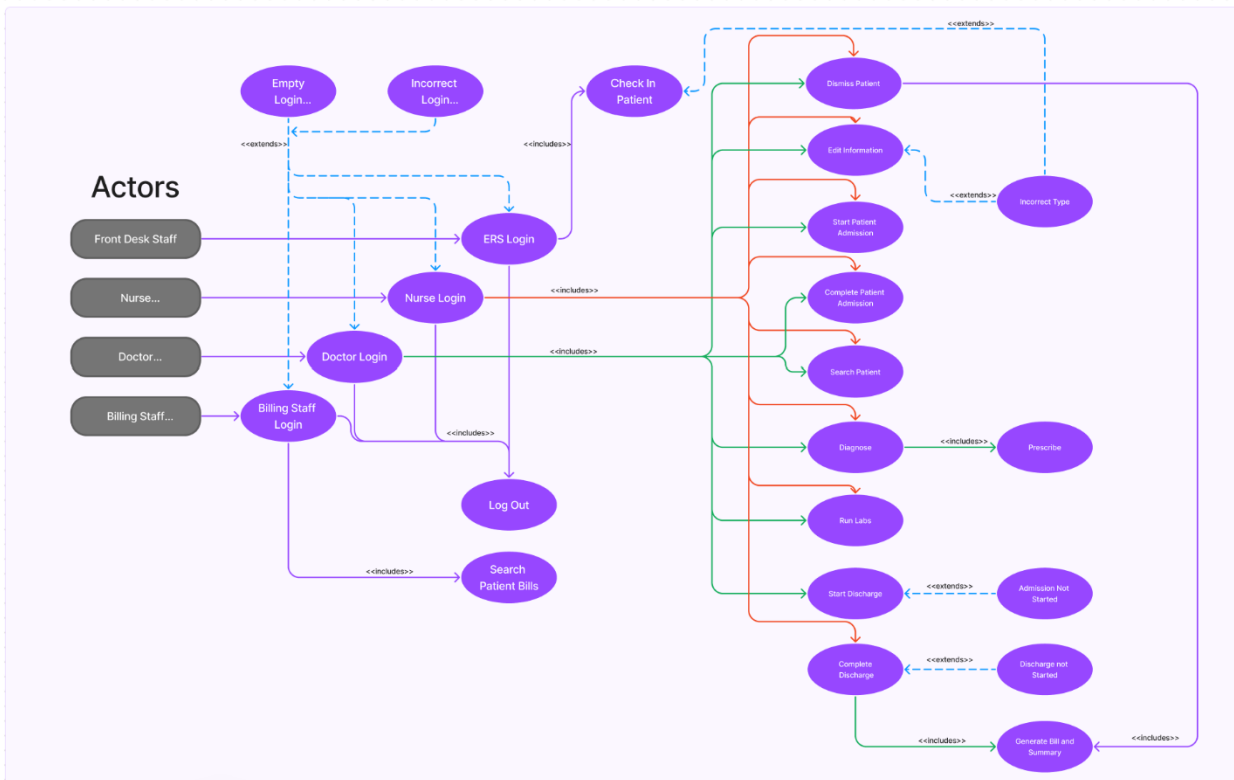 <<extends>>
Empty
Login...
Incorrect
Login...
Check In
Patient
Dismiss Patient
<<extends>>
<<includes>>
Edit Information
Actors
<<extends>>
Incorrect Type
Front Desk Staff
ERS Login
Start Patient
Admission
Nurse...
Nurse Login
<<includes>>
Complete Patient
Admission
Doctor...
Doctor Login
<<includes>>
Search Patient
Billing Staff...
Billing Staff
Login
<<includes>>
Diagnose
<<includes>>
Prescribe
Log Out
Run Labs
<<includes>>
Search
Patient Bills
Start Discharge
<<extends>>
Admission Not
Started
Complete
Discharge
<<extends>>
Discharge not
Started
<<includes>>
Generate Bill and
Summary
<<includes>>